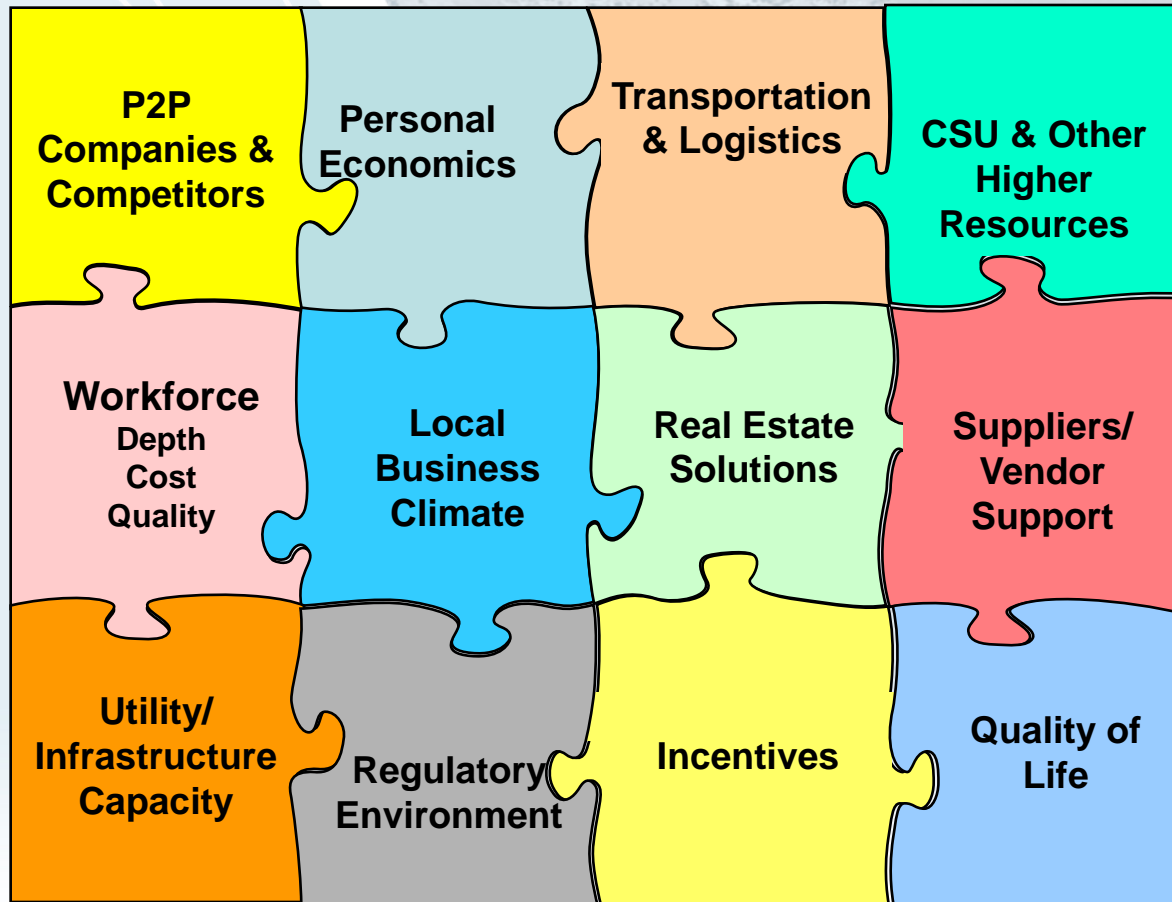 P2P
Companies &
Competitors
Personal
Economics
Transportation
& Logistics
CSU & Other
Higher
Resources
Workforce
Depth
Cost
Quality
Local
Business
Climate
Real Estate
Solutions
Suppliers/
Vendor
Support
Utility/
Infrastructure
Capacity
Regulatory
Environment
Incentives
Quality of
Life